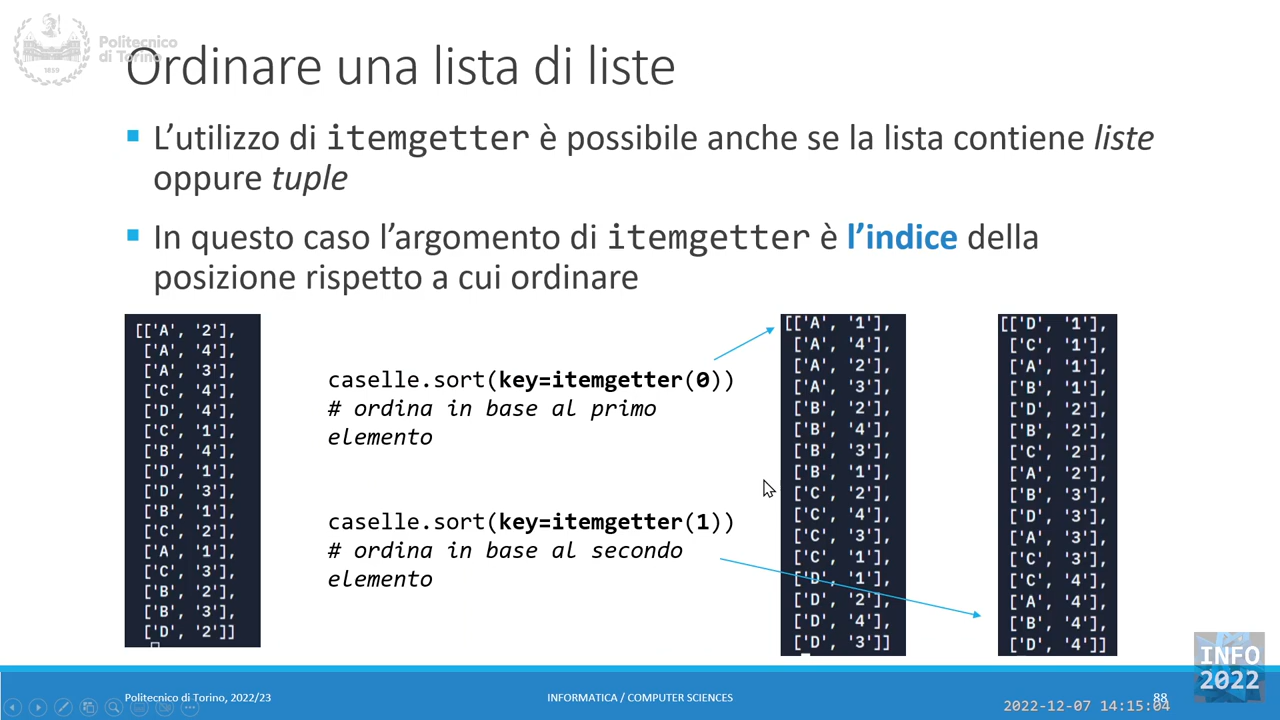 Politecnico
di Torino
1859
Ordinare una lista di liste
L'utilizzo di itemgetter è possibile anche se la lista contiene liste
oppure tuple
In questo caso l'argomento di itemgetter è l'indice della
posizione rispetto a cui ordinare
[['A', '2'],
['A', '4'],
['A', '3'],
['C', '4'],
['D', '4'],
['C', '1'],
['B', '4'],
['D', '1'],
['D', '3'],
['B', '1'],
['C', '2'],
['A', '1'],
['C', '3'],
['B', '2'],
['B', '3'],
['D', '2']]
caselle.sort(key=itemgetter(0))
# ordina in base al primo
elemento
caselle.sort(key=itemgetter(1))
# ordina in base al secondo
elemento
[['A', '1'],
['A', '4'],
['A', '2'],
['A', '3'],
['B', '2'],
['B', '4'],
['B', '3'],
['B', '1'],
['C', '2'],
['C', '4'],
['C', '3'],
['C', '1'],
['D', '1'],
['D', '2'],
['D', '4'],
['D', '3']]
[['D', '1'],
['C', '1'],
['A', '1'],
['B', '1'],
['D', '2'],
['B', '2'],
['C', '2'],
['A', '2'],
['B', '3'],
['D', '3'],
['A', '3'],
['C', '3'],
['C', '4'],
['A', '4'],
['B', '4'],
['D', '4']]
INFO
2022
Politecnico di Torino, 2022/23
INFORMATICA / COMPUTER SCIENCES
88
2022-12-07 14:15:04